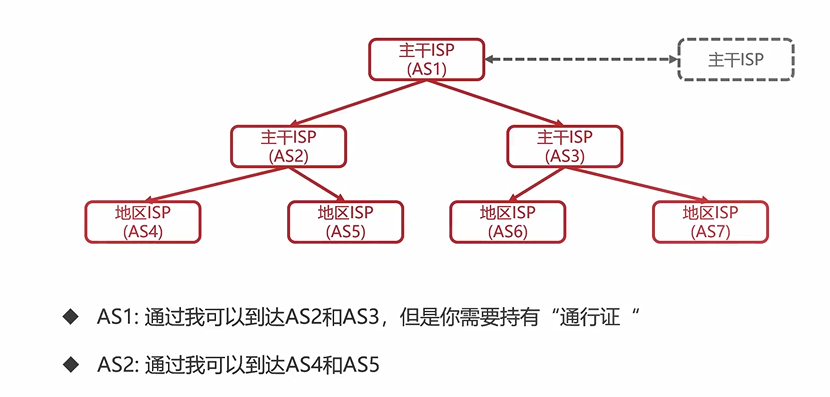 主干ISP
(AS1)
主干ISP
主干ISP
(AS2)
主干ISP
(AS3)
地区ISP
(AS4)
地区ISP
(AS5)
地区ISP
(AS6)
地区ISP
(AS7)
◆ AS1: 通过我可以到达AS2和AS3，但是你需要持有“通行证“
◆ AS2: 通过我可以到达AS4和AS5